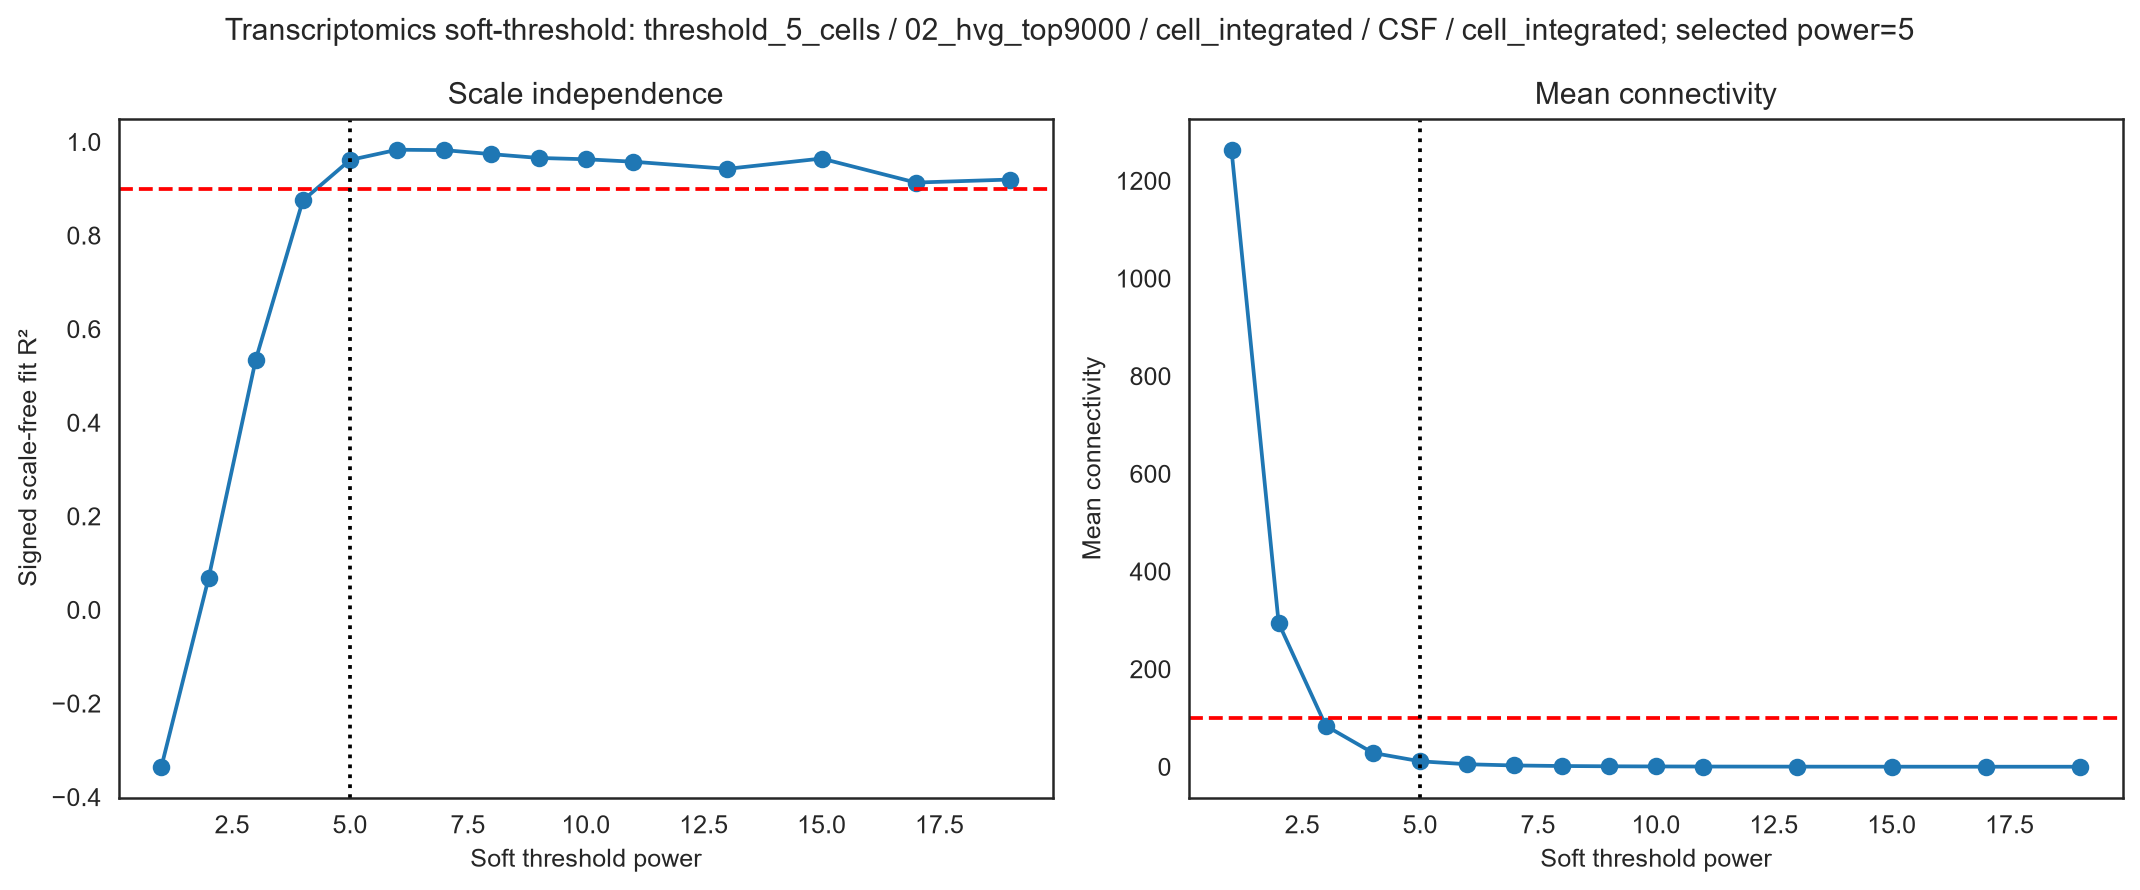 Transcriptomics soft-threshold: threshold_5_cells / 02_hvg_top9000 / cell_integrated / CSF / cell_integrated; selected power=5
Scale independence
Signed scale-free fit R²
1.0
0.8
0.6
0.4
0.2
0.0
−0.2
−0.4
2.5 5.0 7.5 10.0 12.5 15.0 17.5
Soft threshold power
Mean connectivity
Mean connectivity
1200
1000
800
600
400
200
0
2.5 5.0 7.5 10.0 12.5 15.0 17.5
Soft threshold power